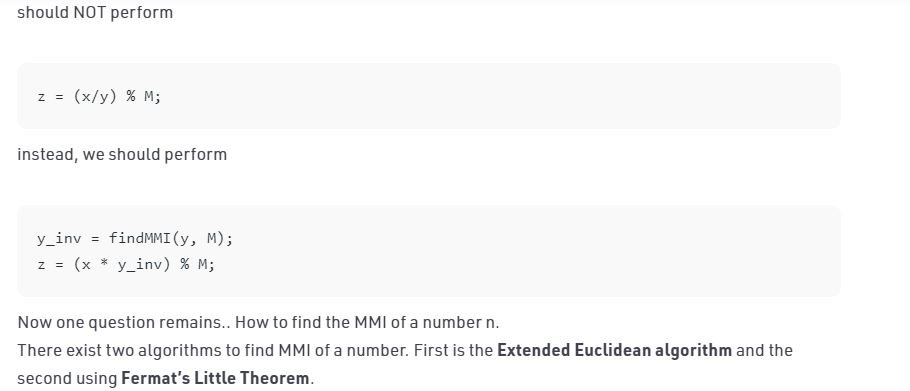 should NOT perform
z = (x/y) % M;
instead, we should perform
y_inv = findMMI(y, M);
z = (x * y_inv) % M;
Now one question remains.. How to find the MMI of a number n.
There exist two algorithms to find MMI of a number. First is the Extended Euclidean algorithm and the
second using Fermat's Little Theorem.